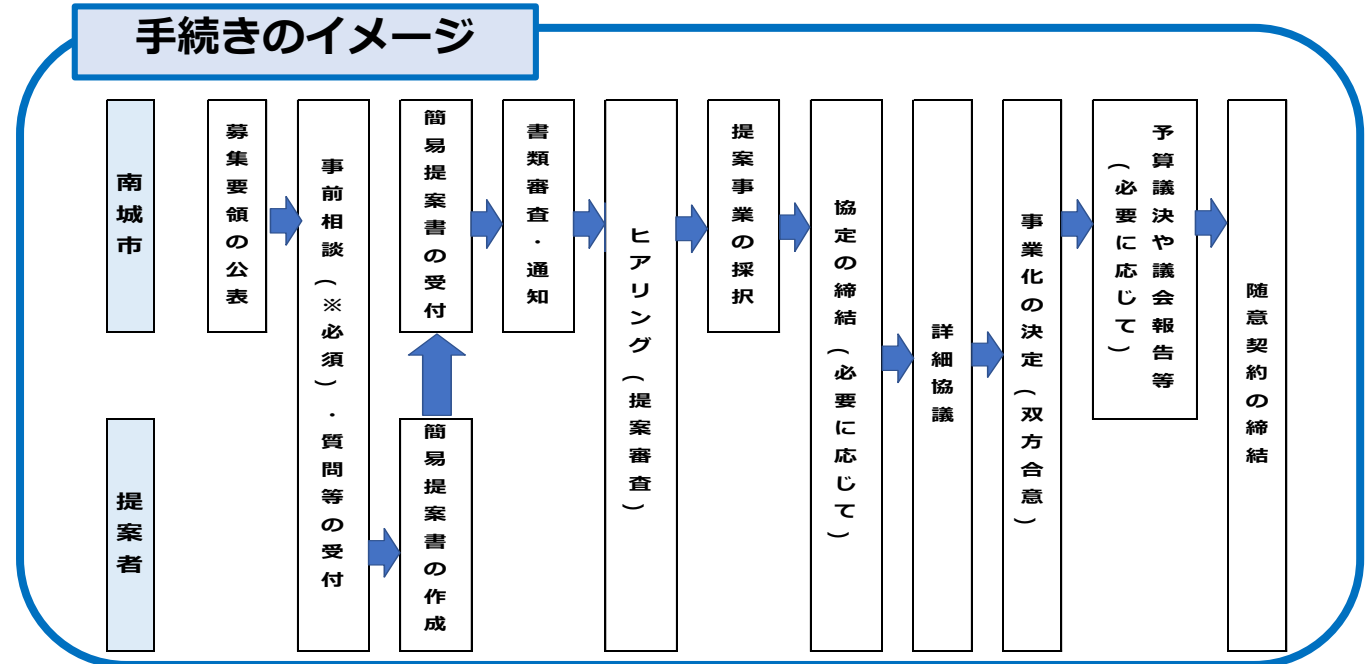 手続きのイメージ
南城市
提案者
募集要領の公表
事前相談（※必須）・質問等の受付
簡易提案書の受付
簡易提案書の作成
書類審査・通知
ヒアリング（提案審査）
提案事業の採択
協定の締結（必要に応じて）
詳細協議
事業化の決定（双方合意）
予算議決や議会報告等
（必要に応じて）
随意契約の締結